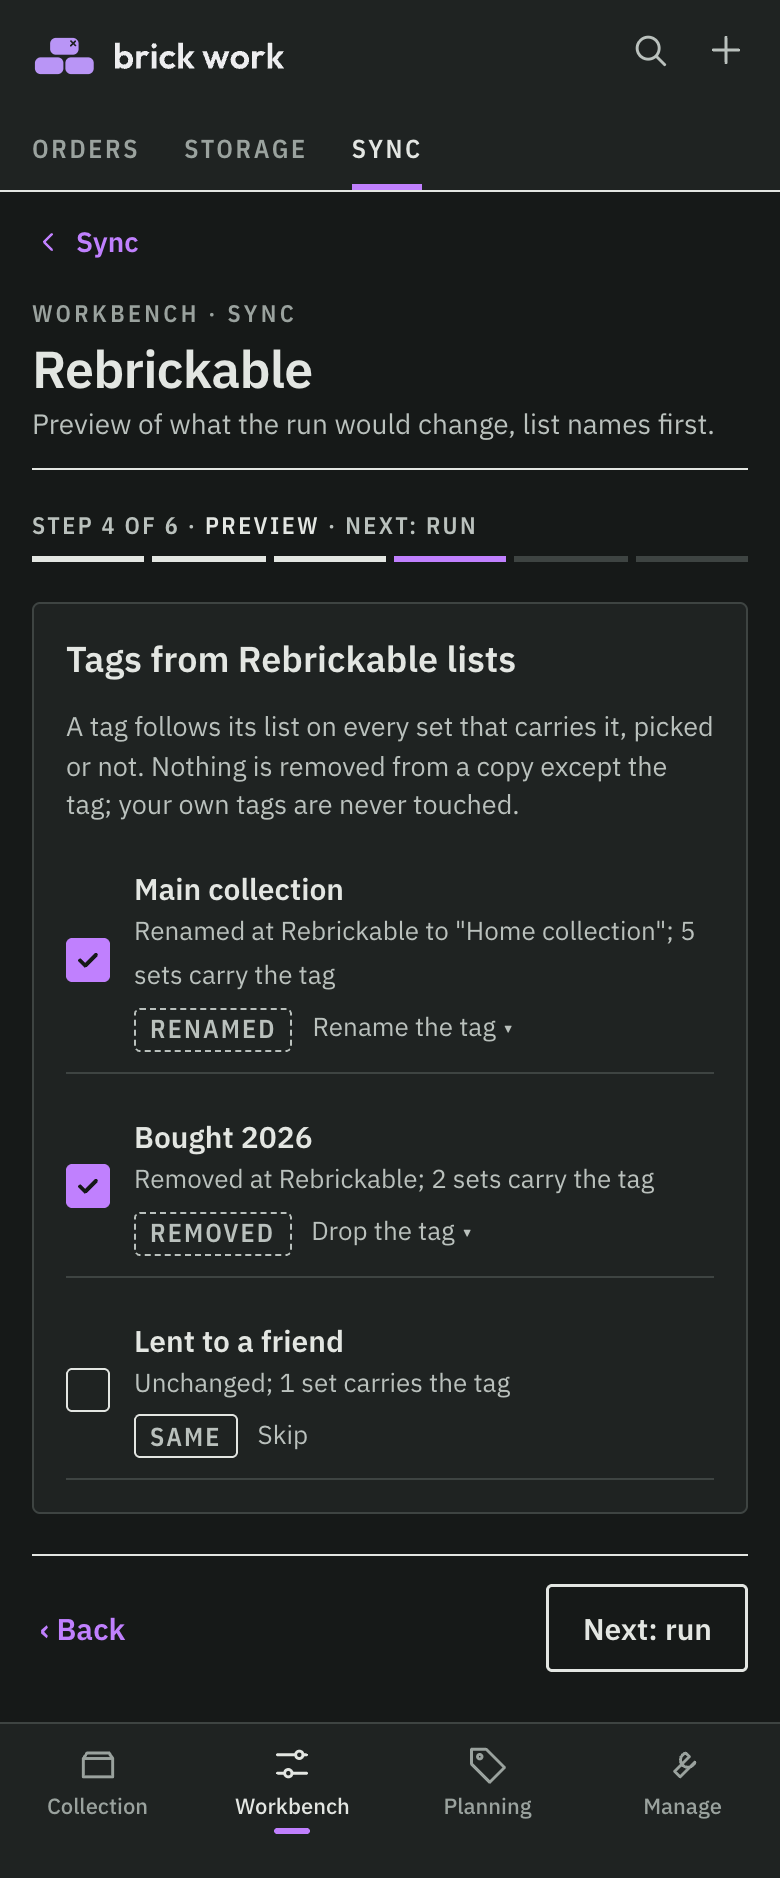 brick work
ORDERS STORAGE SYNC
Sync
WORKBENCH · SYNC
Rebrickable
Preview of what the run would change, list names first.
STEP 4 OF 6 · PREVIEW · NEXT: RUN
Tags from Rebrickable lists
A tag follows its list on every set that carries it, picked
or not. Nothing is removed from a copy except the
tag; your own tags are never touched.
Main collection
Renamed at Rebrickable to "Home collection"; 5
sets carry the tag
RENAMED Rename the tag ▾
Bought 2026
Removed at Rebrickable; 2 sets carry the tag
REMOVED Drop the tag ▾
Lent to a friend
Unchanged; 1 set carries the tag
SAME Skip
‹ Back Next: run
Collection Workbench Planning Manage